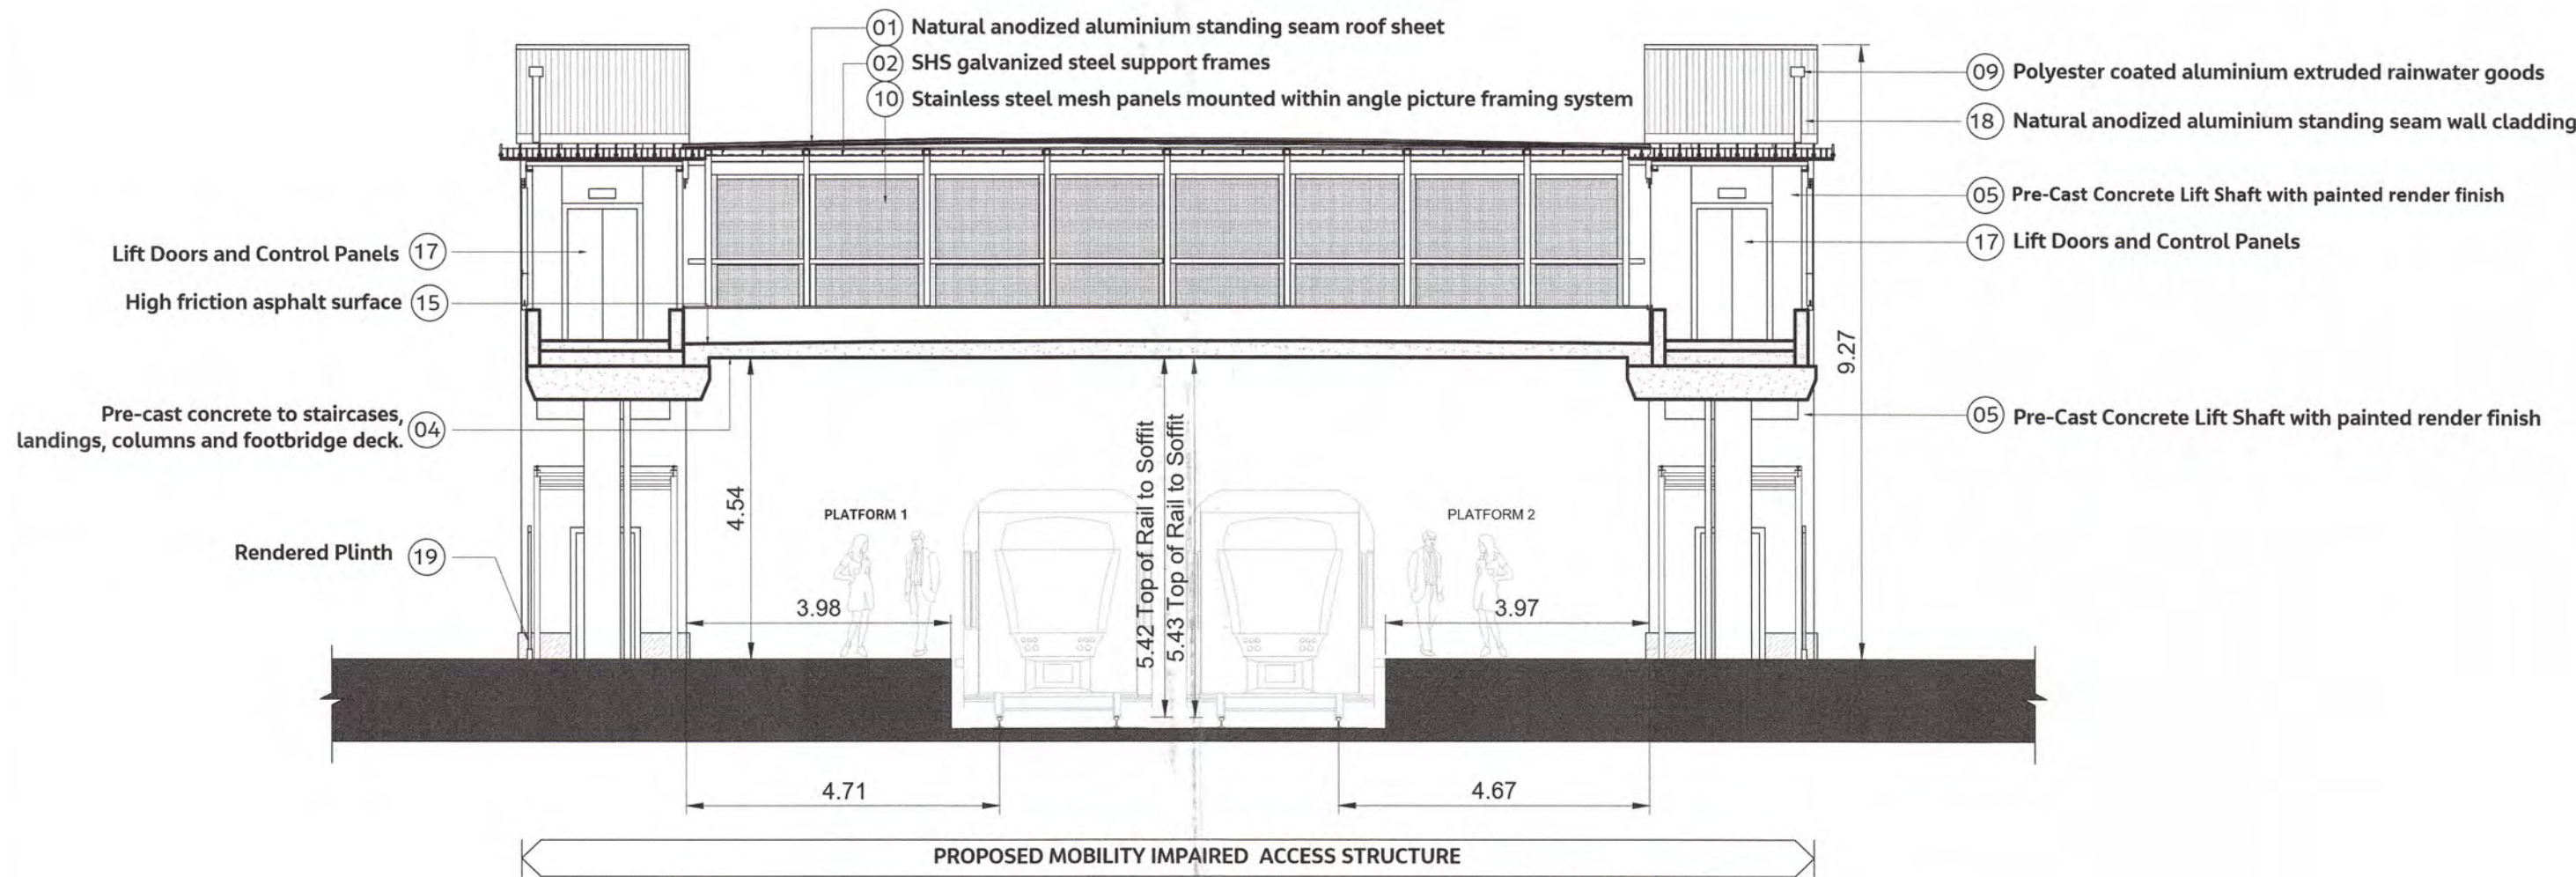 01 Natural anodized aluminium standing seam roof sheet
02 SHS galvanized steel support frames
10 Stainless steel mesh panels mounted within angle picture framing system
09 Polyester coated aluminium extruded rainwater goods
18 Natural anodized aluminium standing seam wall cladding
05 Pre-Cast Concrete Lift Shaft with painted render finish
Lift Doors and Control Panels 17
17 Lift Doors and Control Panels
High friction asphalt surface 15
9.27
Pre-cast concrete to staircases,
landings, columns and footbridge deck. 04
05 Pre-Cast Concrete Lift Shaft with painted render finish
4.54
5.42 Top of Rail to Soffit
5.43 Top of Rail to Soffit
PLATFORM 1
PLATFORM 2
Rendered Plinth 19
3.98
3.97
4.71
4.67
PROPOSED MOBILITY IMPAIRED ACCESS STRUCTURE